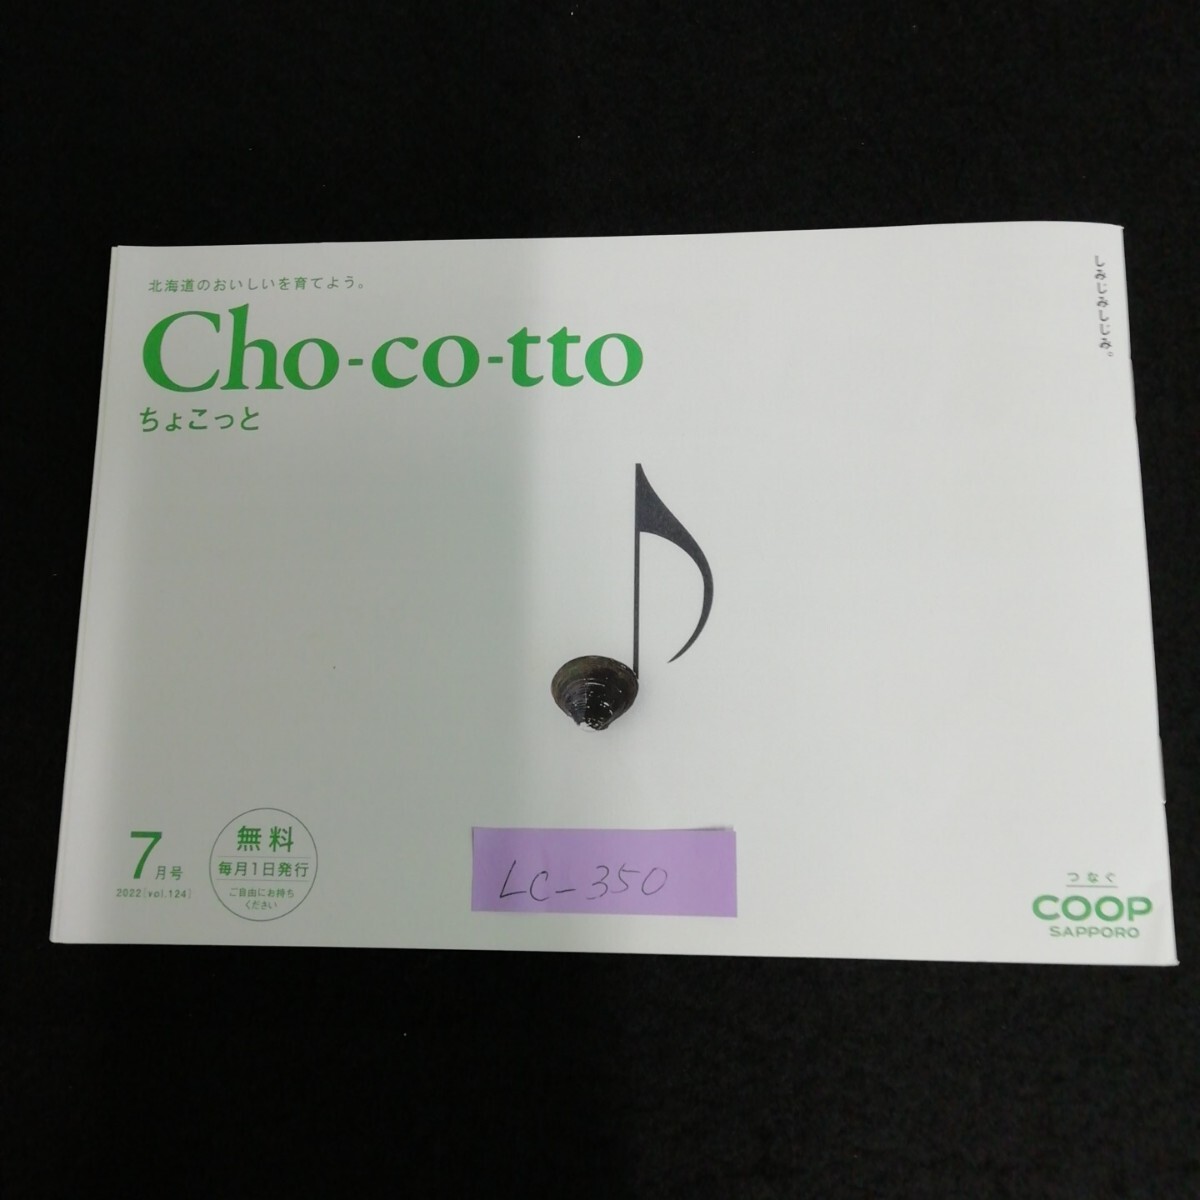 北海道のおいしいを育てよう。
Cho-co-tto
ちょこっと
しみじみしじみ。
7月号
2022[vol.124]
無料
毎月1日発行
ご自由にお持ち
ください
LC-350
つなぐ
COOP
SAPPORO